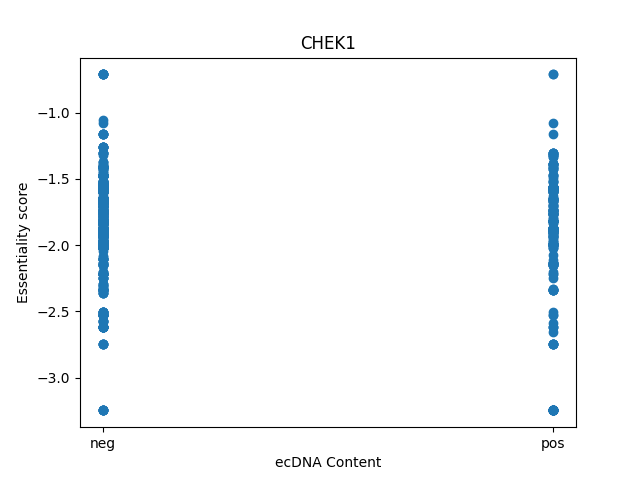 CHEK1
Essentiality score
−1.0
−1.5
−2.0
−2.5
−3.0
neg
pos
ecDNA Content